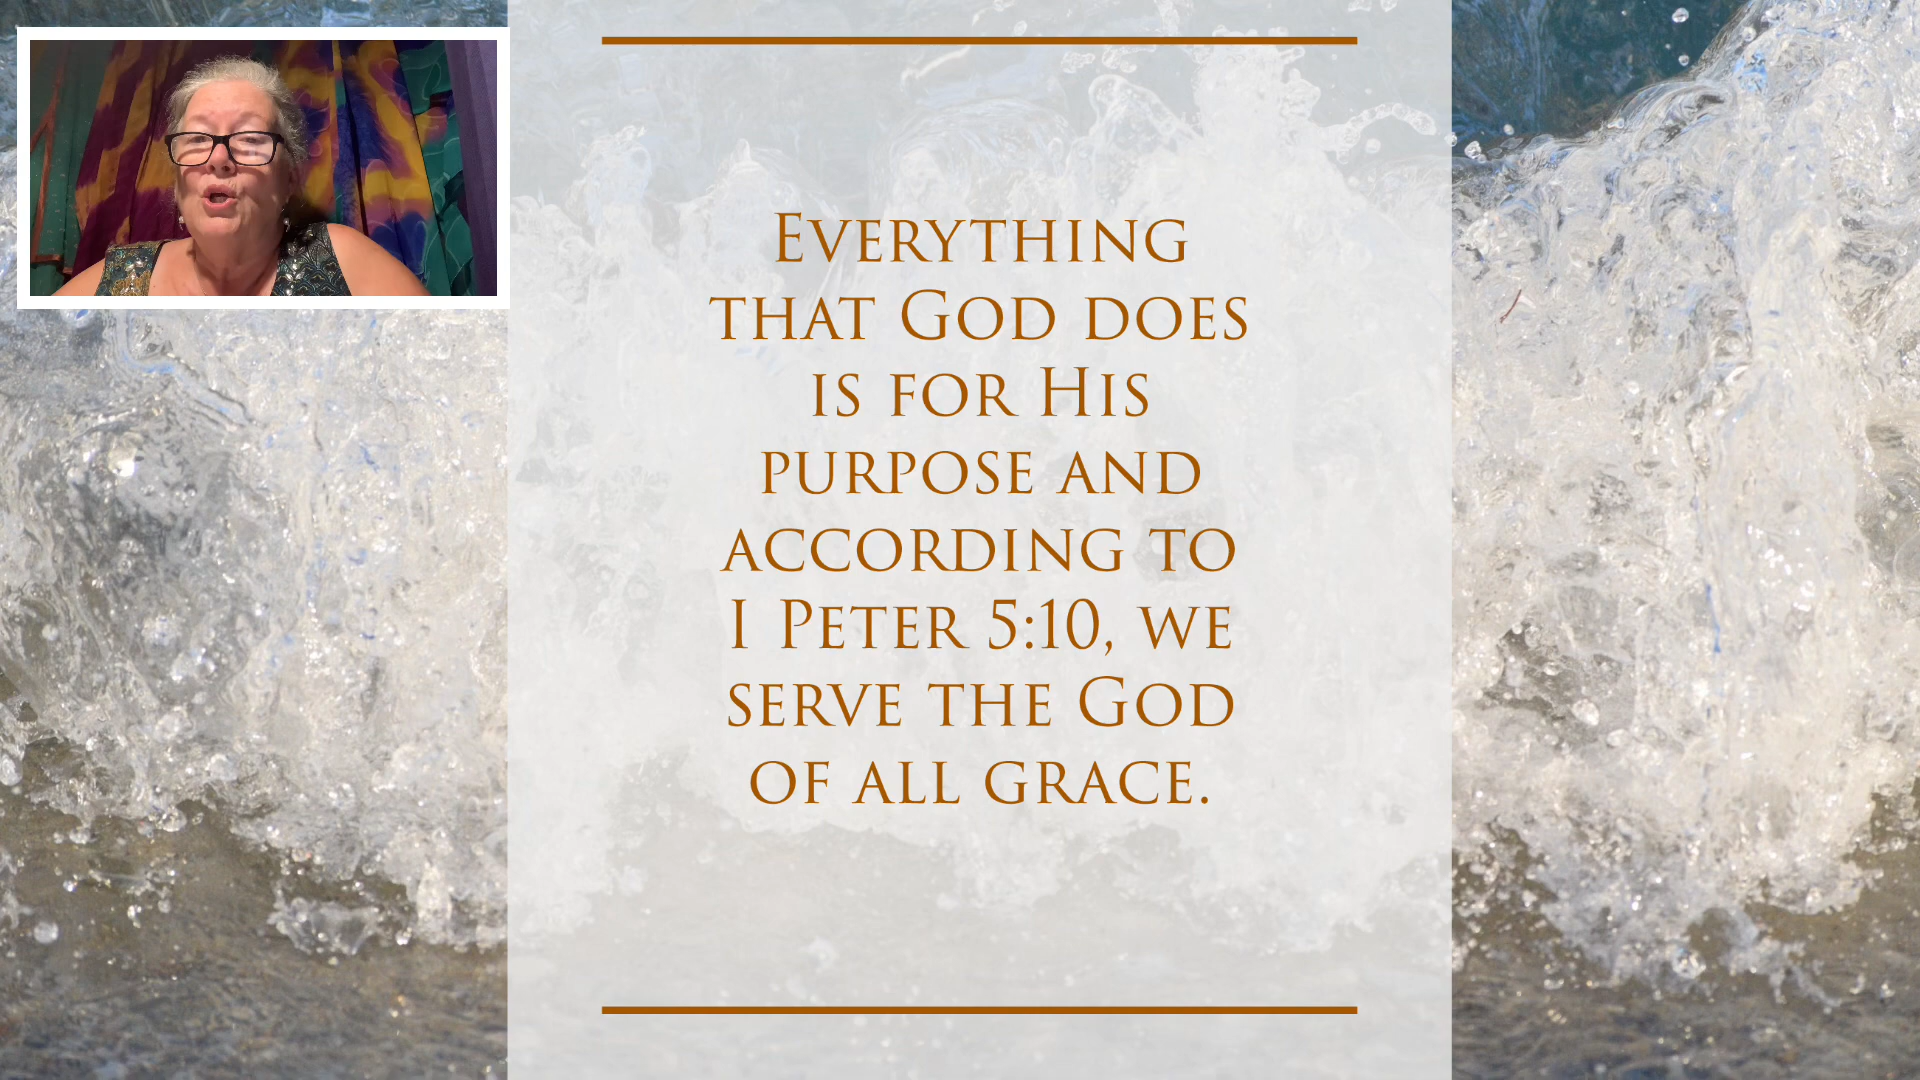 Everything
that God does
is for His
purpose and
according to
I Peter 5:10, we
serve the God
of all grace.